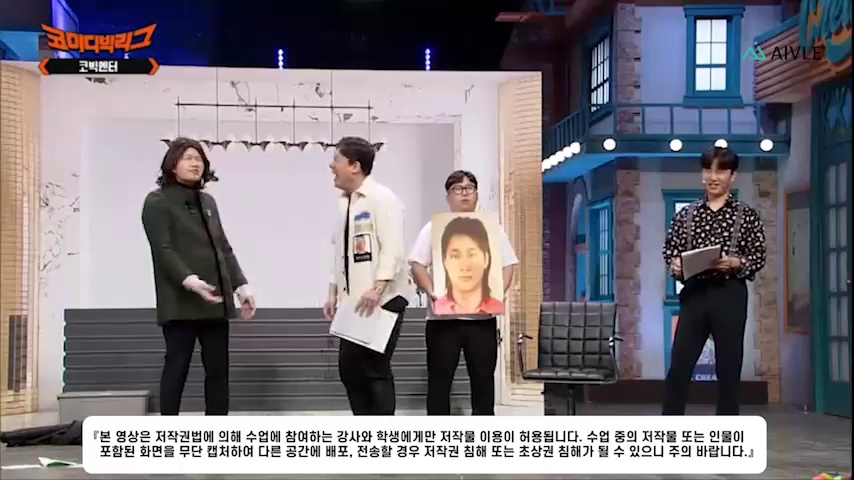 코미디빅리그
코빅엔터
AIVLE
『본 영상은 저작권법에 의해 수업에 참여하는 강사와 학생에게만 저작물 이용이 허용됩니다. 수업 중의 저작물 또는 인물이
포함된 화면을 무단 캡처하여 다른 공간에 배포, 전송할 경우 저작권 침해 또는 초상권 침해가 될 수 있으니 주의 바랍니다.』